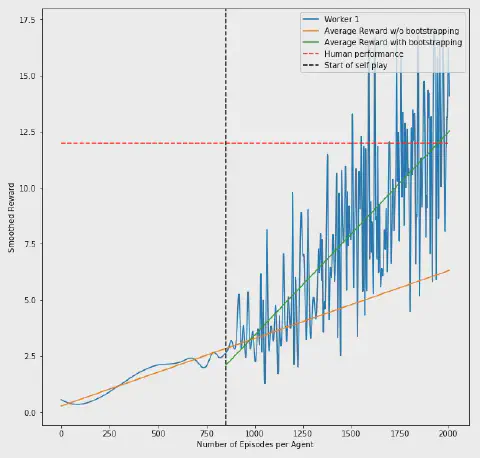 17.5
15.0
12.5
10.0
7.5
5.0
2.5
0.0
Smoothed Reward
Worker 1
Average Reward w/o bootstrapping
Average Reward with bootstrapping
Human performance
Start of self play
0
250
500
750
1000
1250
1500
1750
2000
Number of Episodes per Agent